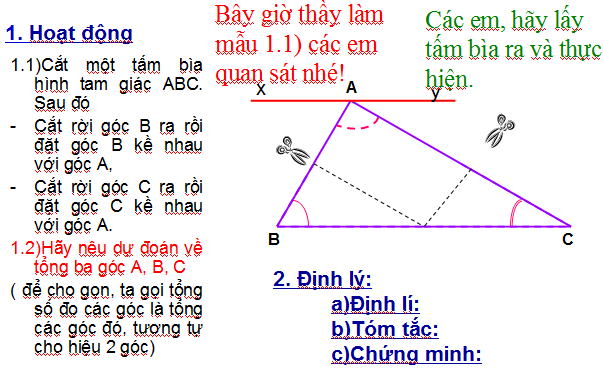 1. Hoạt động
1.1)Cắt một tấm bìa
hình tam giác ABC.
Sau đó
- Cắt rời góc B ra rồi
đặt góc B kề nhau
với góc A,
- Cắt rời góc C ra rồi
đặt góc C kề nhau
với góc A.
1.2)Hãy nêu dự đoán về
tổng ba góc A, B, C
( để cho gọn, ta gọi tổng
số đo các góc là tổng
các góc đó, tương tự
cho hiệu 2 góc)
Bây giờ thầy làm
mẫu 1.1) các em
quan sát nhé!
Các em, hãy lấy
tấm bìa ra và thực
hiện.
x
A
y
B
C
2. Định lý:
a)Định lí:
b)Tóm tắc:
c)Chứng minh: